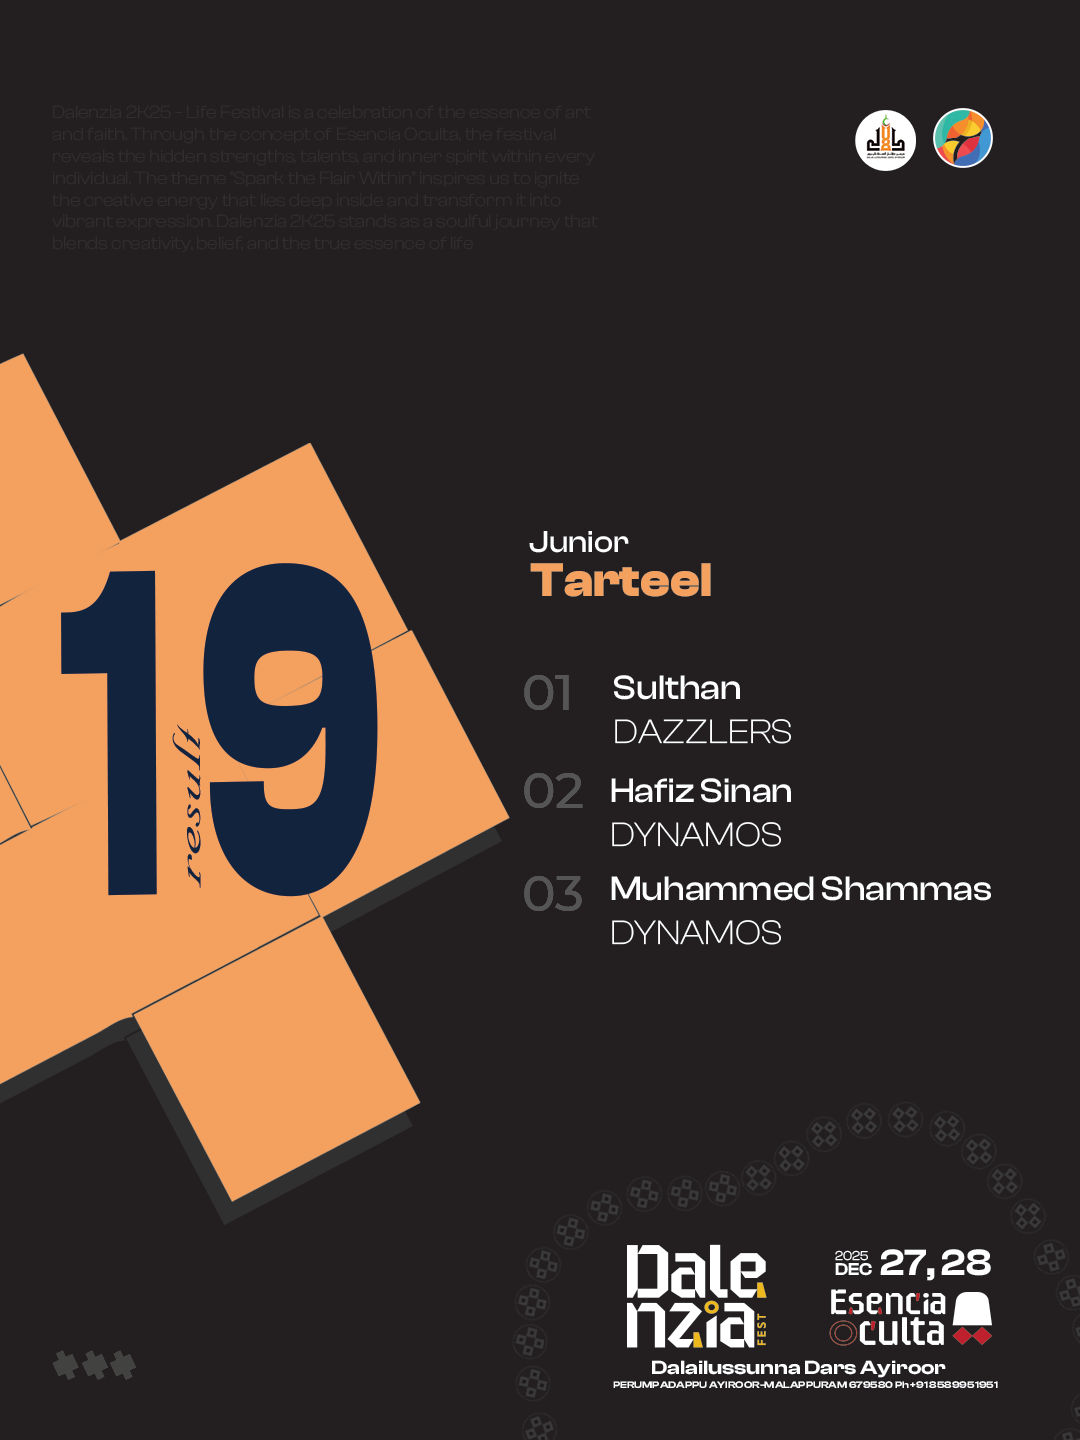 Dalenzia 2K25 - Life Festival is a celebration of the essence of art
and faith. Through the concept of Esencia Oculta, the festival
reveals the hidden strengths, talents, and inner spirit within every
individual. The theme "Spark the Flair Within" inspires us to ignite
the creative energy that lies deep inside and transform it into
vibrant expression. Dalenzia 2K25 stands as a soulful journey that
blends creativity, belief, and the true essence of life
19
result
Junior
Tarteel
01 Sulthan
DAZZLERS
02 Hafiz Sinan
DYNAMOS
03 Muhammed Shammas
DYNAMOS
Dale
nzia FEST
2025
DEC 27, 28
Esencia
Oculta
Dalailussunna Dars Ayiroor
PERUMPADAPPU AYIROOR-MALAPPURAM 679580 Ph+918589951951